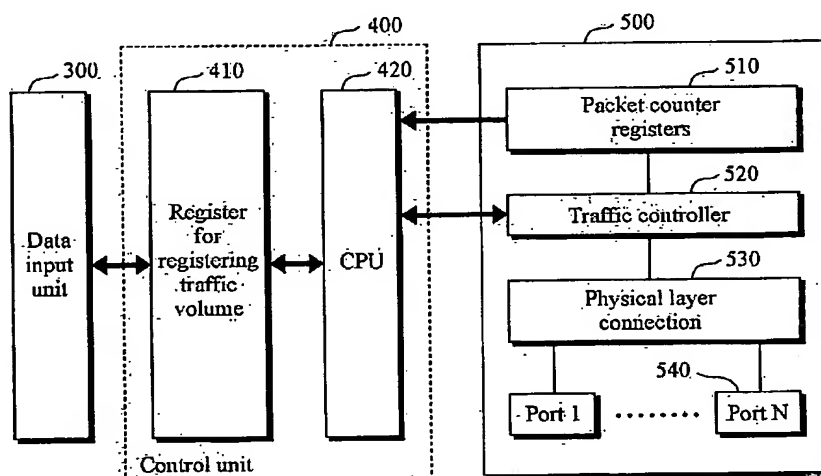 400
500
300
410
420
510
Packet counter
registers
520
Traffic controller
Data
input
unit
Register
for
registering
traffic
volume
CPU
530
Physical layer
connection
540
Port 1
........
Port N
Control unit